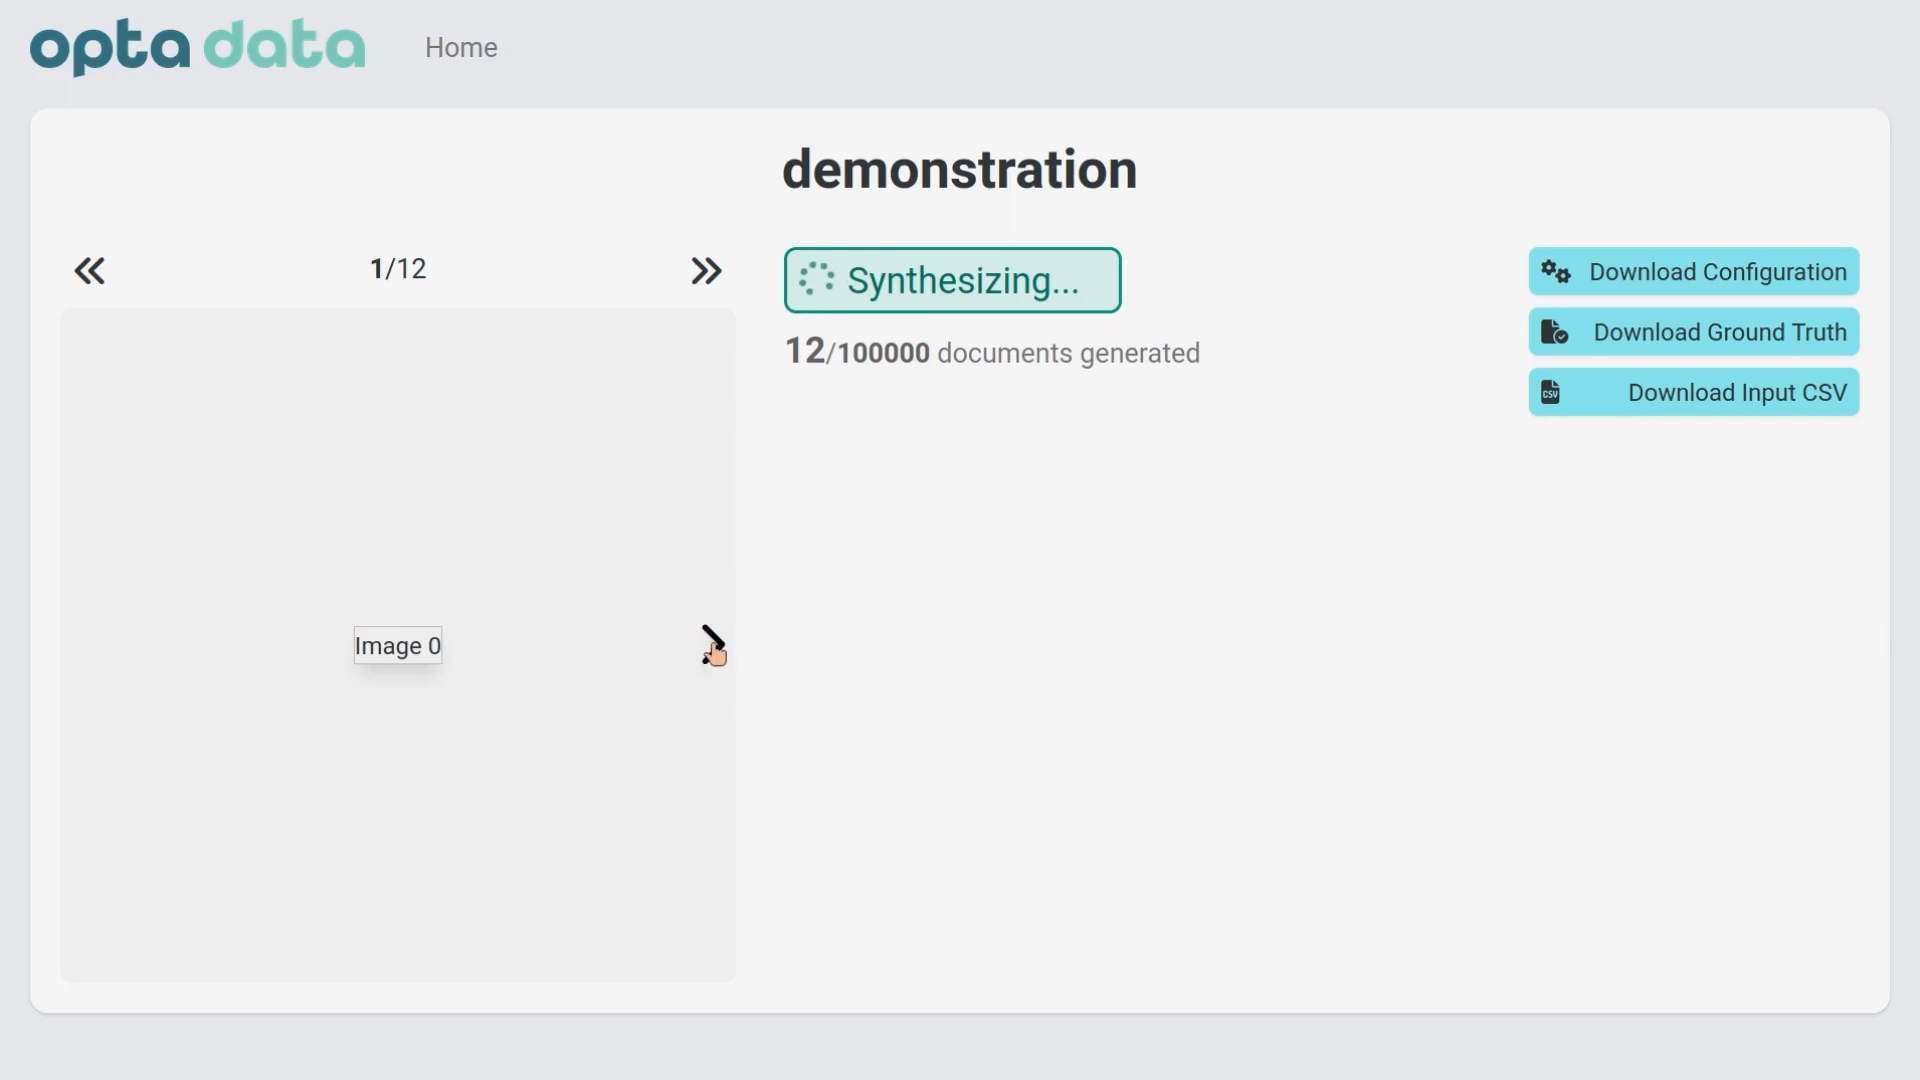 opta data
Home
demonstration
1/12
Synthesizing...
12/100000 documents generated
Image 0
Download Configuration
Download Ground Truth
CSV
Download Input CSV